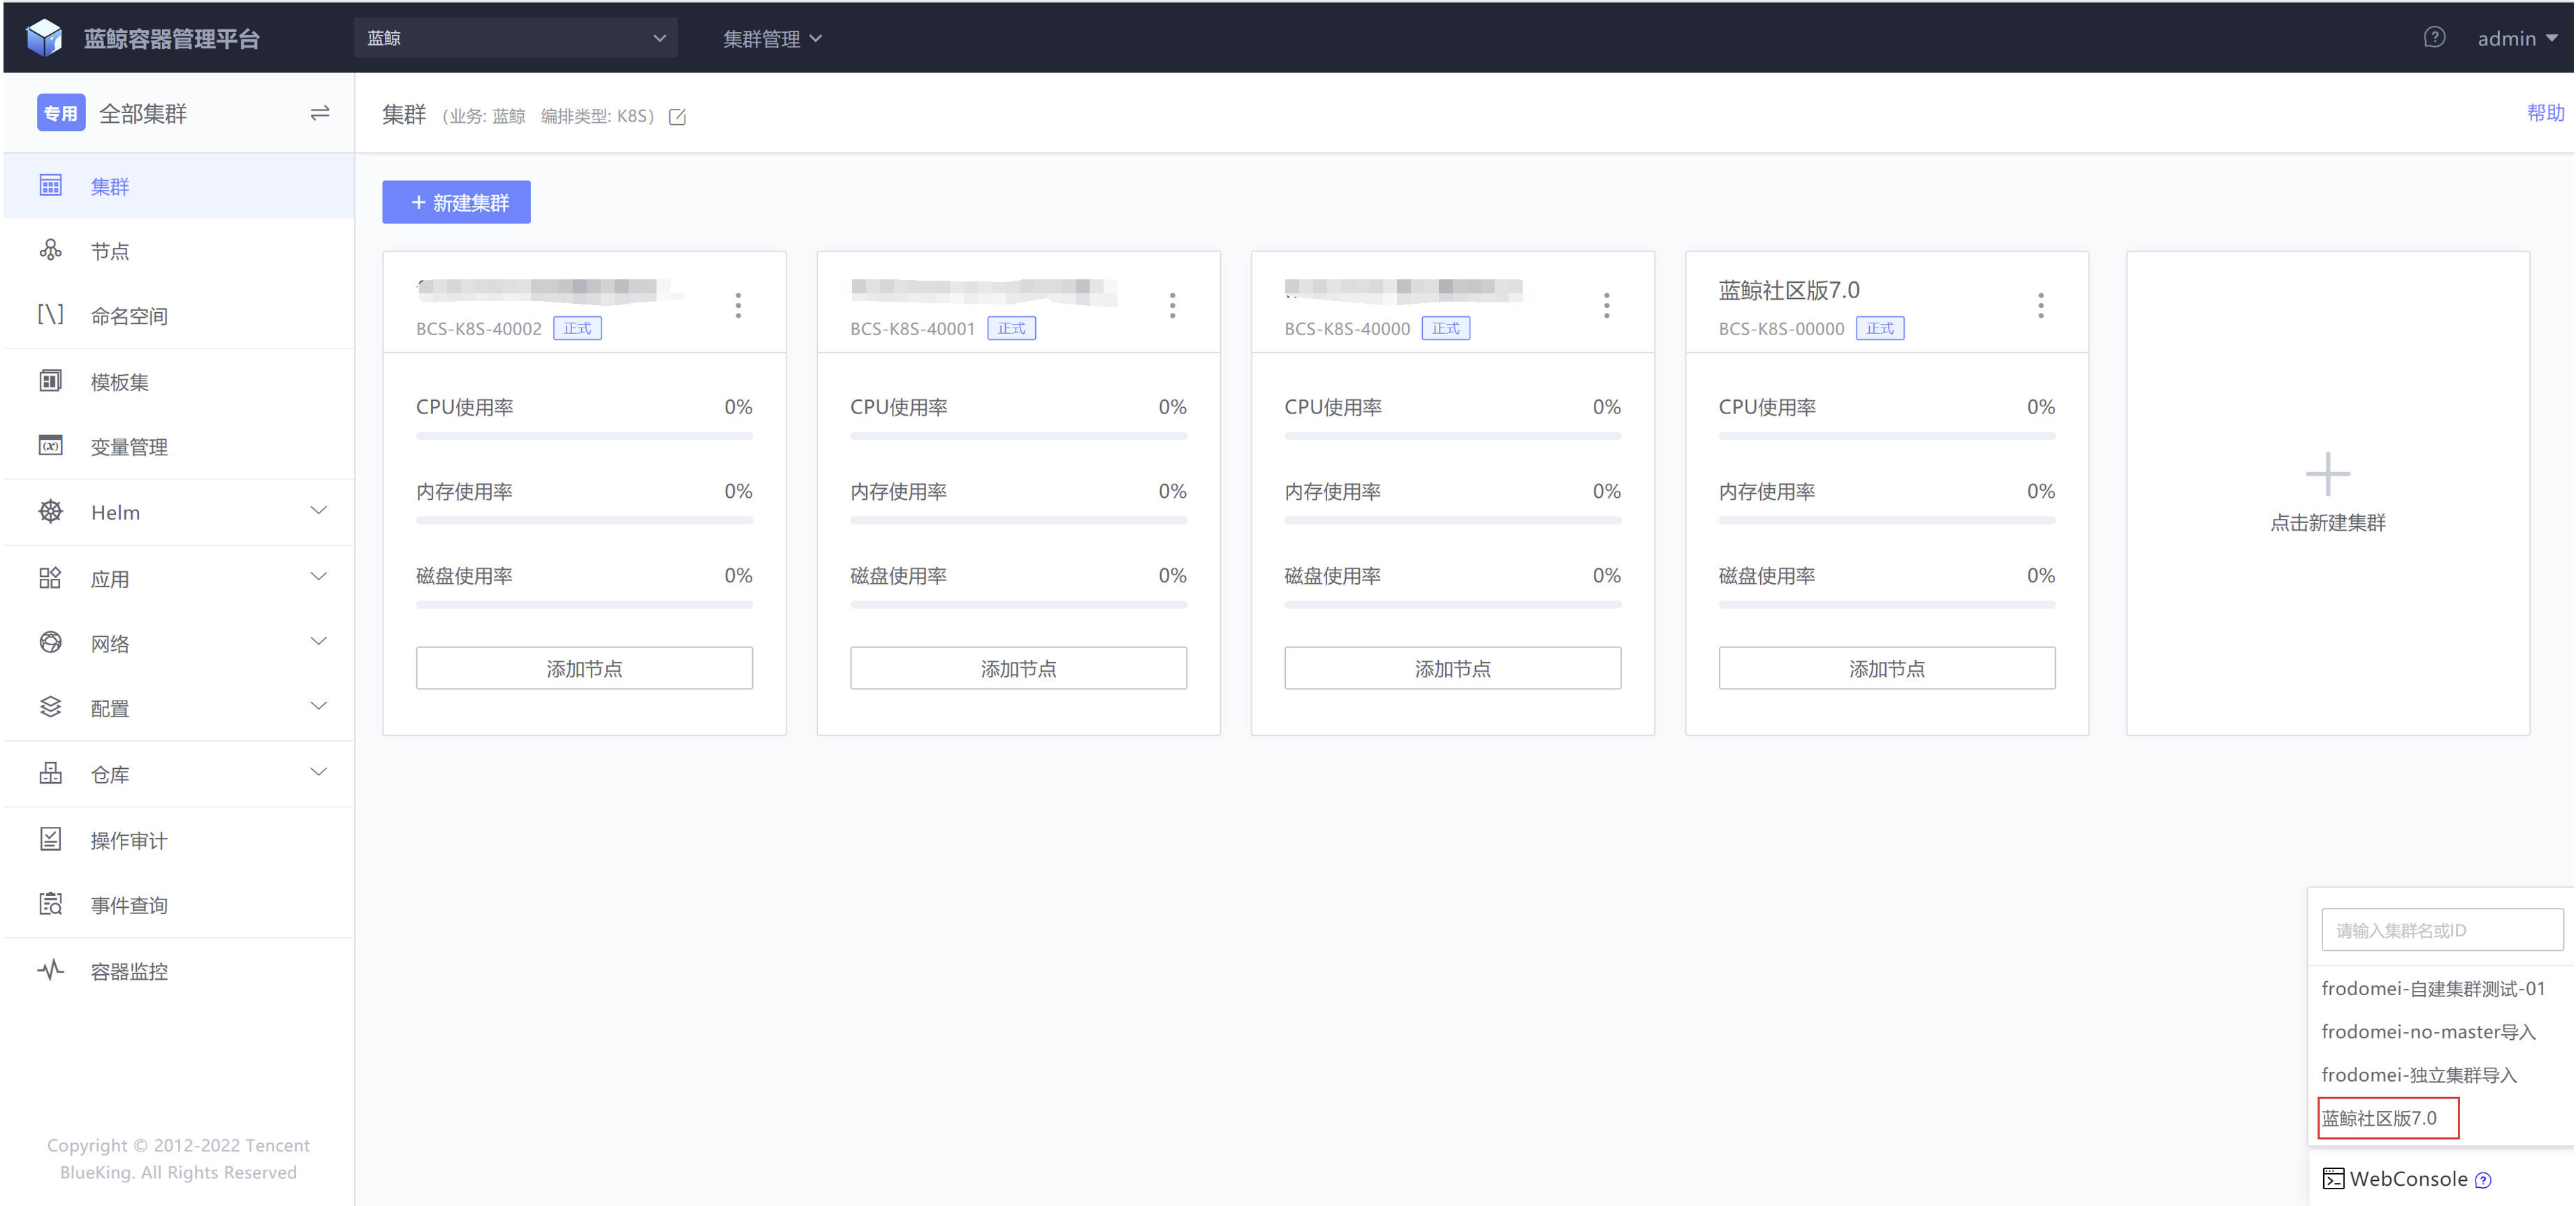 蓝鲸容器管理平台
蓝鲸
集群管理
admin
专用 全部集群
集群 (业务: 蓝鲸 编排类型: K8S)
帮助
集群
节点
命名空间
模板集
变量管理
Helm
应用
网络
配置
仓库
操作审计
事件查询
容器监控
Copyright © 2012-2022 Tencent
BlueKing. All Rights Reserved
+ 新建集群
BCS-K8S-40002 正式
CPU使用率 0%
内存使用率 0%
磁盘使用率 0%
添加节点
BCS-K8S-40001 正式
CPU使用率 0%
内存使用率 0%
磁盘使用率 0%
添加节点
BCS-K8S-40000 正式
CPU使用率 0%
内存使用率 0%
磁盘使用率 0%
添加节点
蓝鲸社区版7.0
BCS-K8S-00000 正式
CPU使用率 0%
内存使用率 0%
磁盘使用率 0%
添加节点
点击新建集群
请输入集群名或ID
frodomei-自建集群测试-01
frodomei-no-master导入
frodomei-独立集群导入
蓝鲸社区版7.0
WebConsole